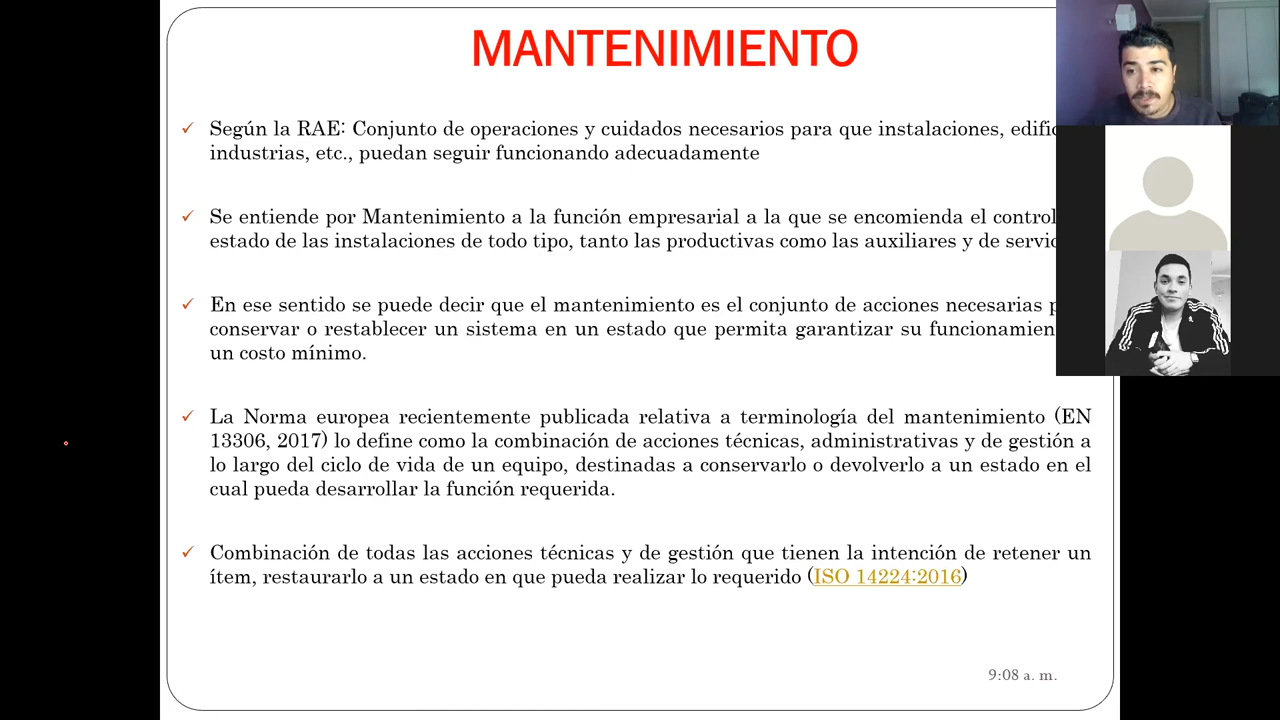 MANTENIMIENTO
Según la RAE: Conjunto de operaciones y cuidados necesarios para que instalaciones,
industrias, etc., puedan seguir funcionando adecuadamente
Se entiende por Mantenimiento a la función empresarial a la que se encomienda el control
estado de las instalaciones de todo tipo, tanto las productivas como las auxiliares y de
En ese sentido se puede decir que el mantenimiento es el conjunto de acciones necesarias
conservar o restablecer un sistema en un estado que permita garantizar su
un costo mínimo.
La Norma europea recientemente publicada relativa a terminología del mantenimiento (EN
13306, 2017) lo define como la combinación de acciones técnicas, administrativas y de gestión a
lo largo del ciclo de vida de un equipo, destinadas a conservarlo o devolverlo a un estado en el
cual pueda desarrollar la función requerida.
Combinación de todas las acciones técnicas y de gestión que tienen la intención de retener un
ítem, restaurarlo a un estado en que pueda realizar lo requerido (ISO 14224:2016)
9:08 a. m.